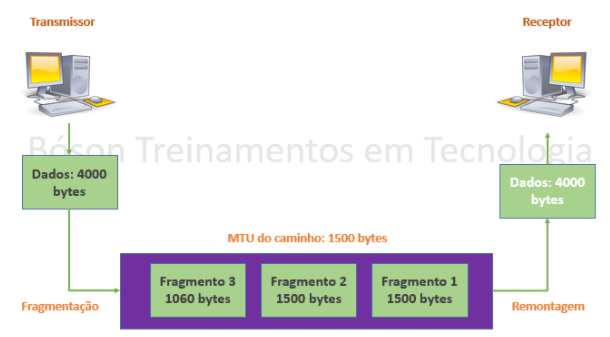 Transmissor
Receptor
Bóson Treinamentos em Tecnologia
Dados: 4000
bytes
Dados: 4000
bytes
MTU do caminho: 1500 bytes
Fragmento 3
1060 bytes
Fragmento 2
1500 bytes
Fragmento 1
1500 bytes
Fragmentação
Remontagem